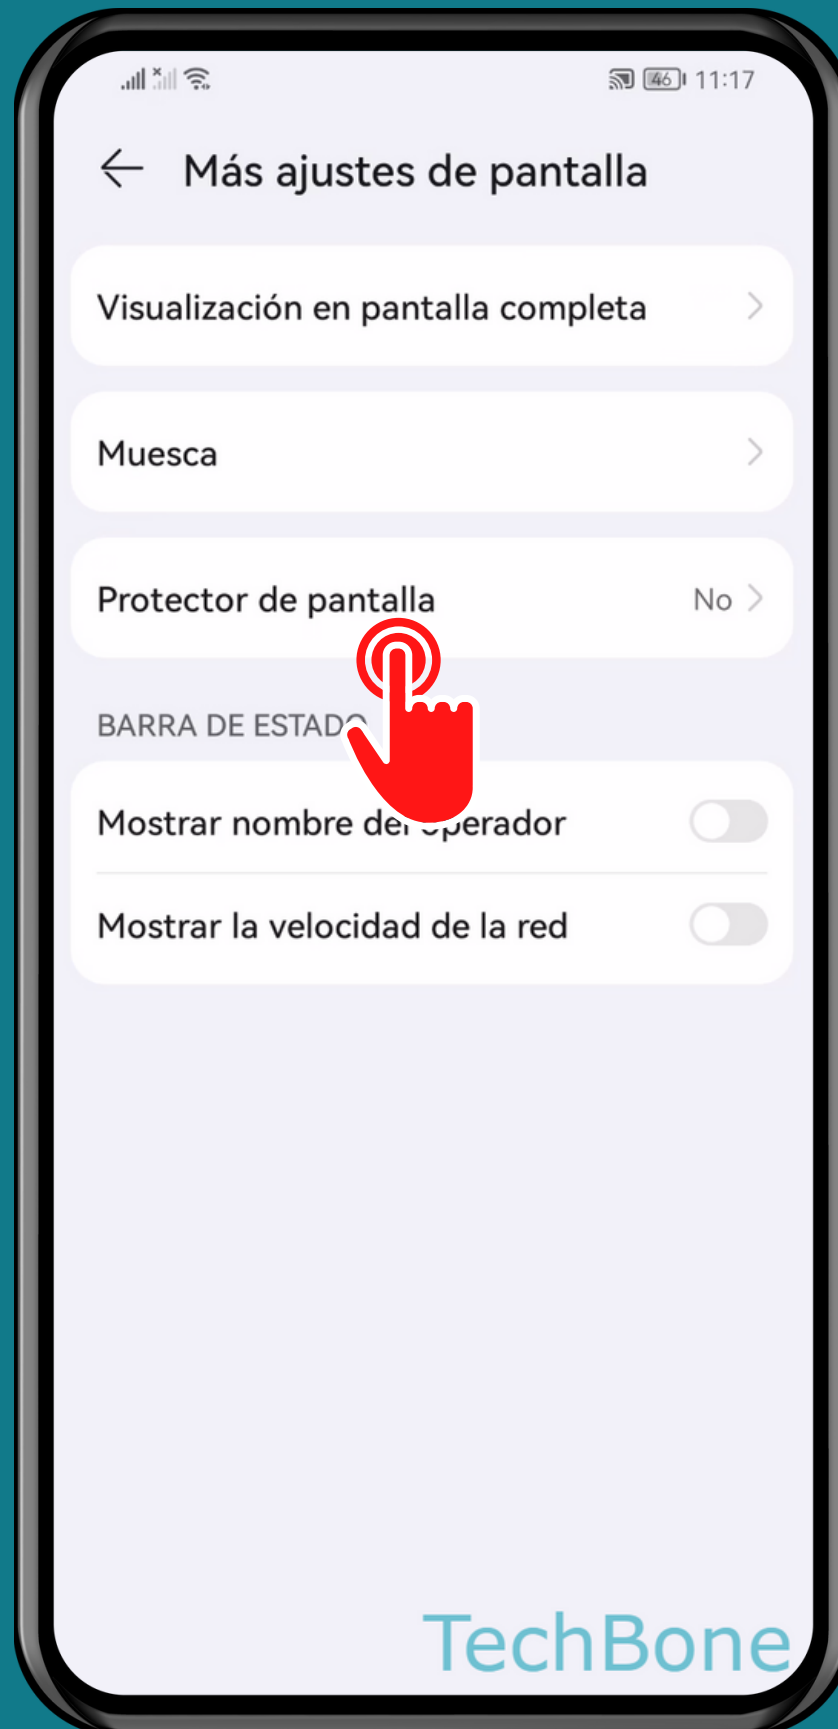 46 11:17
Más ajustes de pantalla
Visualización en pantalla completa
Muesca
Protector de pantalla No
BARRA DE ESTADO
Mostrar nombre del operador
Mostrar la velocidad de la red
TechBone